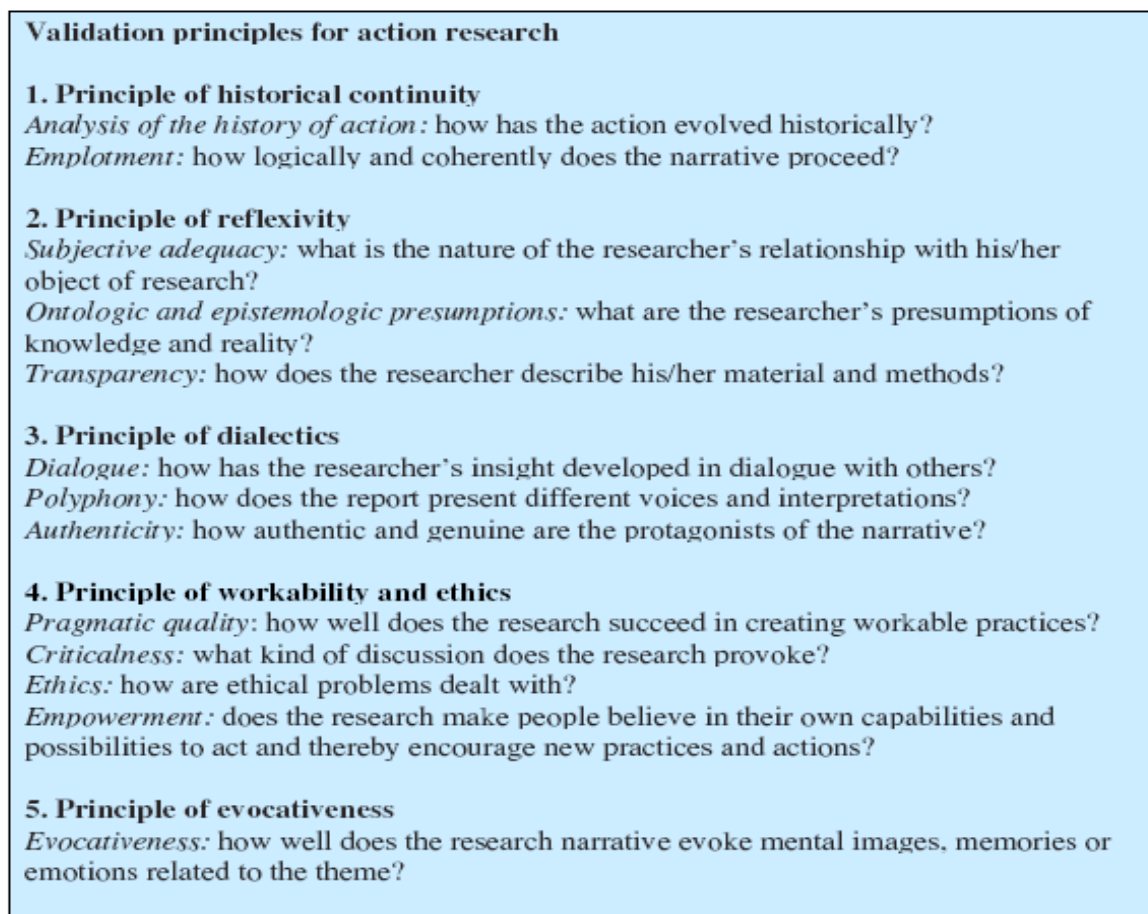 Validation principles for action research
1. Principle of historical continuity
Analysis of the history of action: how has the action evolved historically?
Emplotment: how logically and coherently does the narrative proceed?
2. Principle of reflexivity
Subjective adequacy: what is the nature of the researcher's relationship with his/her
object of research?
Ontologic and epistemologic presumptions: what are the researcher's presumptions of
knowledge and reality?
Transparency: how does the researcher describe his/her material and methods?
3. Principle of dialectics
Dialogue: how has the researcher's insight developed in dialogue with others?
Polyphony: how does the report present different voices and interpretations?
Authenticity: how authentic and genuine are the protagonists of the narrative?
4. Principle of workability and ethics
Pragmatic quality: how well does the research succeed in creating workable practices?
Criticalness: what kind of discussion does the research provoke?
Ethics: how are ethical problems dealt with?
Empowerment: does the research make people believe in their own capabilities and
possibilities to act and thereby encourage new practices and actions?
5. Principle of evocativeness
Evocativeness: how well does the research narrative evoke mental images, memories or
emotions related to the theme?